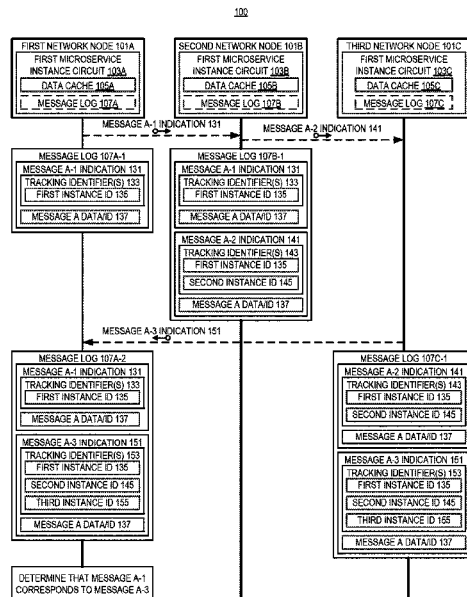 100
FIRST NETWORK NODE 101A
FIRST MICROSERVICE
INSTANCE CIRCUIT 103A
DATA CACHE 105A
MESSAGE LOG 107A
SECOND NETWORK NODE 101B
FIRST MICROSERVICE
INSTANCE CIRCUIT 103B
DATA CACHE 105B
MESSAGE LOG 107B
THIRD NETWORK NODE 101C
FIRST MICROSERVICE
INSTANCE CIRCUIT 103C
DATA CACHE 105C
MESSAGE LOG 107C
MESSAGE A-1 INDICATION 131
MESSAGE A-2 INDICATION 141
MESSAGE LOG 107A-1
MESSAGE A-1 INDICATION 131
TRACKING IDENTIFIER(S) 133
FIRST INSTANCE ID 135
MESSAGE A DATA/ID 137
MESSAGE LOG 107B-1
MESSAGE A-1 INDICATION 131
TRACKING IDENTIFIER(S) 133
FIRST INSTANCE ID 135
MESSAGE A DATA/ID 137
MESSAGE A-2 INDICATION 141
TRACKING IDENTIFIER(S) 143
FIRST INSTANCE ID 135
SECOND INSTANCE ID 145
MESSAGE A DATA/ID 137
MESSAGE A-3 INDICATION 151
MESSAGE LOG 107A-2
MESSAGE A-1 INDICATION 131
TRACKING IDENTIFIER(S) 133
FIRST INSTANCE ID 135
MESSAGE A DATA/ID 137
MESSAGE A-3 INDICATION 151
TRACKING IDENTIFIER(S) 153
FIRST INSTANCE ID 135
SECOND INSTANCE ID 145
THIRD INSTANCE ID 155
MESSAGE A DATA/ID 137
MESSAGE LOG 107C-1
MESSAGE A-2 INDICATION 141
TRACKING IDENTIFIER(S) 143
FIRST INSTANCE ID 135
SECOND INSTANCE ID 145
MESSAGE A DATA/ID 137
MESSAGE A-3 INDICATION 151
TRACKING IDENTIFIER(S) 153
FIRST INSTANCE ID 135
SECOND INSTANCE ID 145
THIRD INSTANCE ID 155
MESSAGE A DATA/ID 137
DETERMINE THAT MESSAGE A-1
CORRESPONDS TO MESSAGE A-3